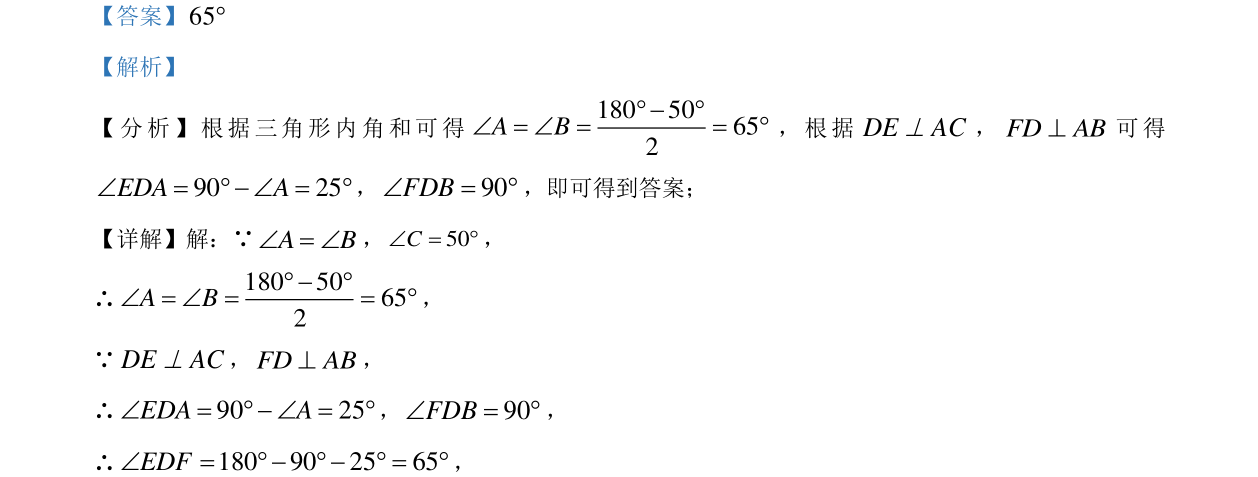 【答案】65°
【解析】
【分析】根据三角形内角和可得∠A=∠B=\frac{180°-50°}{2}=65°，根据 DE⊥AC，FD⊥AB 可得
∠EDA=90°-∠A=25°，∠FDB=90°，即可得到答案；
【详解】解：∵∠A=∠B，∠C=50°，
∴∠A=∠B=\frac{180°-50°}{2}=65°，
∵DE⊥AC，FD⊥AB，
∴∠EDA=90°-∠A=25°，∠FDB=90°，
∴∠EDF=180°-90°-25°=65°，